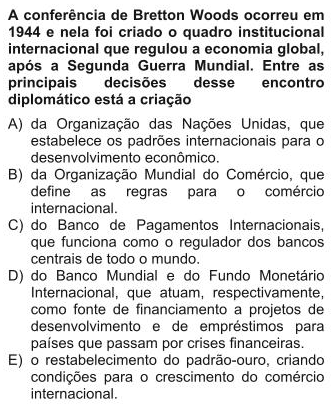 A conferência de Bretton Woods ocorreu em
1944 e nela foi criado o quadro institucional
internacional que regulou a economia global,
após a Segunda Guerra Mundial. Entre as
principais decisões desse encontro
diplomático está a criação
A) da Organização das Nações Unidas, que
estabelece os padrões internacionais para o
desenvolvimento econômico.
B) da Organização Mundial do Comércio, que
define as regras para o comércio
internacional.
C) do Banco de Pagamentos Internacionais,
que funciona como o regulador dos bancos
centrais de todo o mundo.
D) do Banco Mundial e do Fundo Monetário
Internacional, que atuam, respectivamente,
como fonte de financiamento a projetos de
desenvolvimento e de empréstimos para
países que passam por crises financeiras.
E) o restabelecimento do padrão-ouro, criando
condições para o crescimento do comércio
internacional.